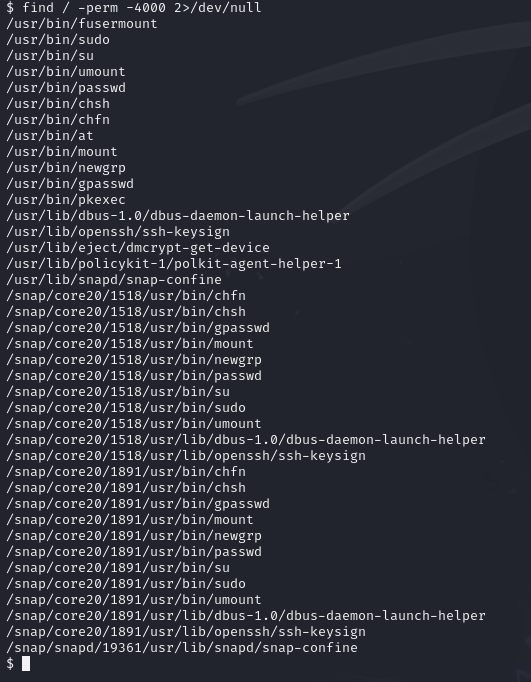 $ find / -perm -4000 2>/dev/null
/usr/bin/fusermount
/usr/bin/sudo
/usr/bin/su
/usr/bin/umount
/usr/bin/passwd
/usr/bin/chsh
/usr/bin/chfn
/usr/bin/at
/usr/bin/mount
/usr/bin/newgrp
/usr/bin/gpasswd
/usr/bin/pkexec
/usr/lib/dbus-1.0/dbus-daemon-launch-helper
/usr/lib/openssh/ssh-keysign
/usr/lib/eject/dmcrypt-get-device
/usr/lib/policykit-1/polkit-agent-helper-1
/usr/lib/snapd/snap-confine
/snap/core20/1518/usr/bin/chfn
/snap/core20/1518/usr/bin/chsh
/snap/core20/1518/usr/bin/gpasswd
/snap/core20/1518/usr/bin/mount
/snap/core20/1518/usr/bin/newgrp
/snap/core20/1518/usr/bin/passwd
/snap/core20/1518/usr/bin/su
/snap/core20/1518/usr/bin/sudo
/snap/core20/1518/usr/bin/umount
/snap/core20/1518/usr/lib/dbus-1.0/dbus-daemon-launch-helper
/snap/core20/1518/usr/lib/openssh/ssh-keysign
/snap/core20/1891/usr/bin/chfn
/snap/core20/1891/usr/bin/chsh
/snap/core20/1891/usr/bin/gpasswd
/snap/core20/1891/usr/bin/mount
/snap/core20/1891/usr/bin/newgrp
/snap/core20/1891/usr/bin/passwd
/snap/core20/1891/usr/bin/su
/snap/core20/1891/usr/bin/sudo
/snap/core20/1891/usr/bin/umount
/snap/core20/1891/usr/lib/dbus-1.0/dbus-daemon-launch-helper
/snap/core20/1891/usr/lib/openssh/ssh-keysign
/snap/snapd/19361/usr/lib/snapd/snap-confine
$